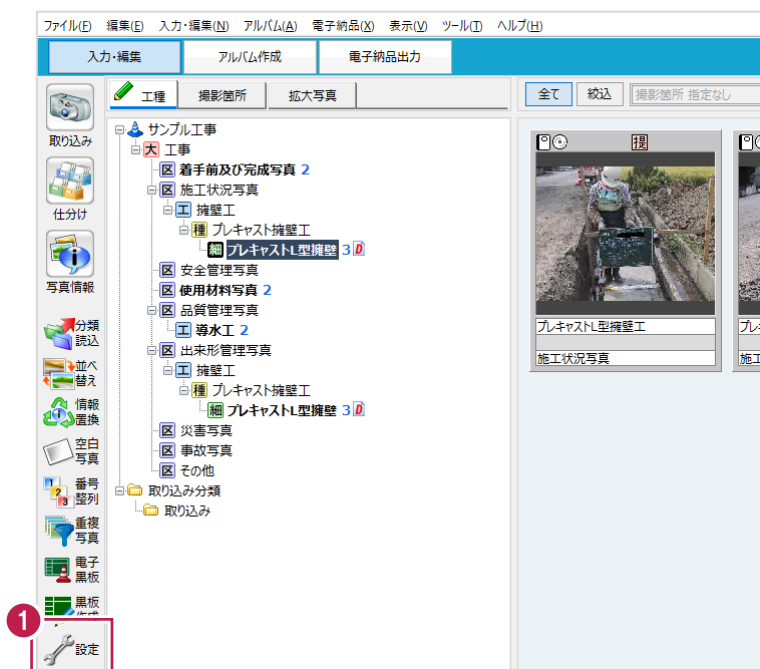 ファイル(F) 編集(E) 入力・編集(N) アルバム(A) 電子納品(X) 表示(V) ツール(T) ヘルプ(H)
入力・編集 アルバム作成 電子納品出力
工種 撮影箇所 拡大写真
全て 絞込 撮影箇所 指定なし
取り込み
仕分け
写真情報
分類
読込
並べ
替え
情報
置換
空白
写真
番号
整列
重複
写真
電子
黒板
黒板
1
設定
サンプル工事
大 工事
区 着手前及び完成写真 2
区 施工状況写真
工 擁壁工
種 プレキャスト擁壁工
細 プレキャストL型擁壁 3 D
区 安全管理写真
区 使用材料写真 2
区 品質管理写真
工 導水工 2
区 出来形管理写真
工 擁壁工
種 プレキャスト擁壁工
細 プレキャストL型擁壁 3 D
区 災害写真
区 事故写真
区 その他
取り込み分類
取り込み
提
プレキャストL型擁壁工
施工状況写真
プレ
施工